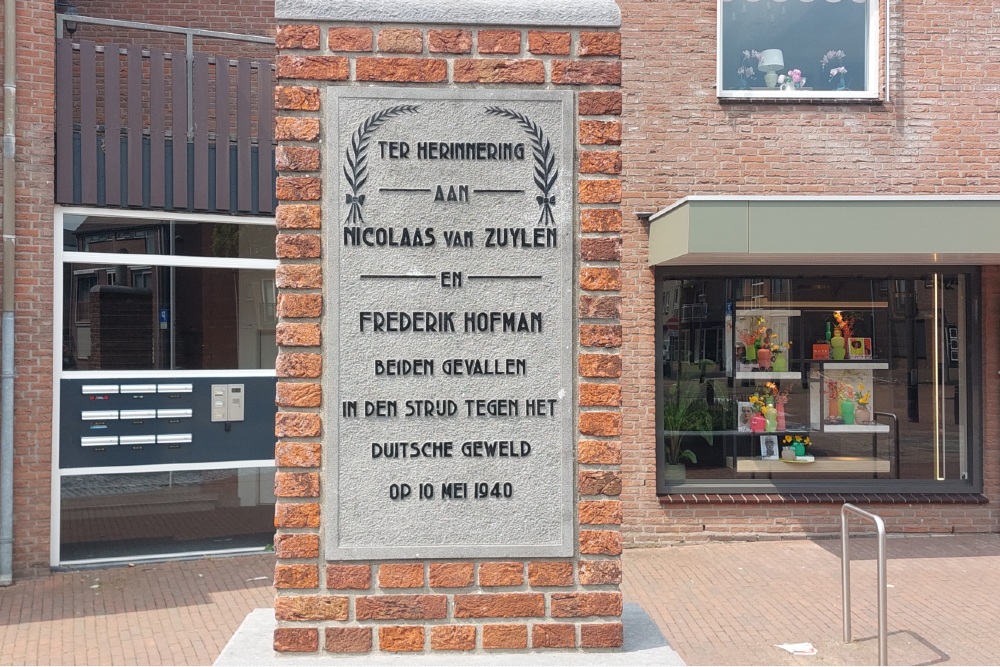 TER HERINNERING
AAN
NICOLAAS VAN ZUYLEN
EN
FREDERIK HOFMAN
BEIDEN GEVALLEN
IN DEN STRIJD TEGEN HET
DUITSCHE GEWELD
OP 10 MEI 1940